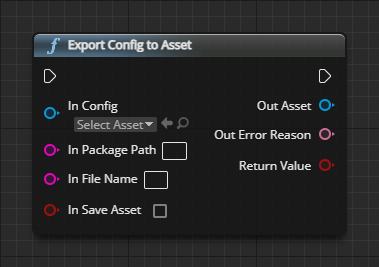 f Export Config to Asset
In Config
Select Asset
Out Asset
Out Error Reason
In Package Path
Return Value
In File Name
In Save Asset